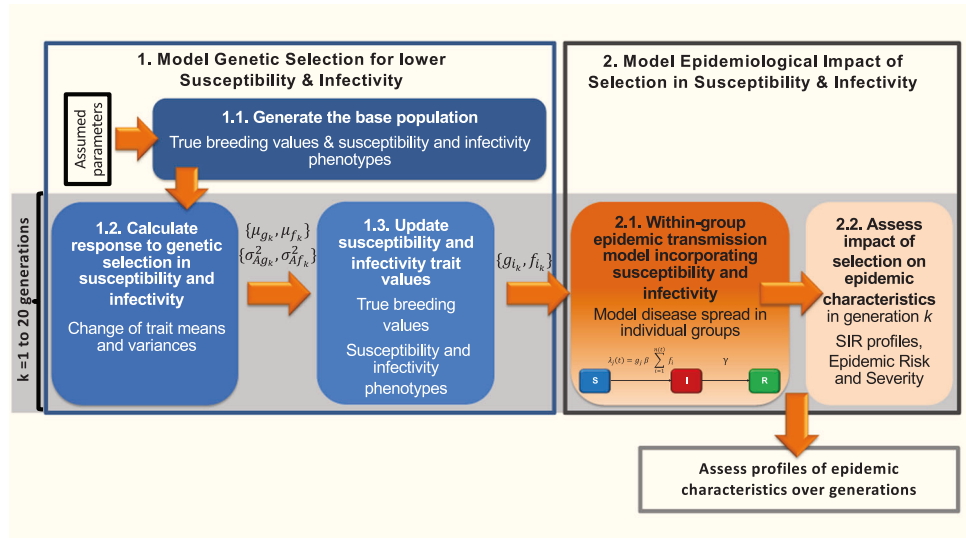 1. Model Genetic Selection for lower
Susceptibility & Infectivity
2. Model Epidemiological Impact of
Selection in Susceptibility & Infectivity
Assumed
parameters
1.1. Generate the base population
True breeding values & susceptibility and infectivity
phenotypes
k =1 to 20 generations
1.2. Calculate
response to genetic
selection in
susceptibility and
infectivity
Change of trait means
and variances
{μ_{g_k}, μ_{f_k}}
{σ²_{Ag_k}, σ²_{Af_k}}
1.3. Update
susceptibility and
infectivity trait
values
True breeding
values
Susceptibility and
infectivity
phenotypes
{g_{i_k}, f_{i_k}}
2.1. Within-group
epidemic transmission
model incorporating
susceptibility and
infectivity
Model disease spread in
individual groups
λ_j(t) = g_j β ∑_{i=1}^{n(t)} f_i
γ
S
I
R
2.2. Assess
impact of
selection on
epidemic
characteristics
in generation k
SIR profiles,
Epidemic Risk
and Severity
Assess profiles of epidemic
characteristics over generations